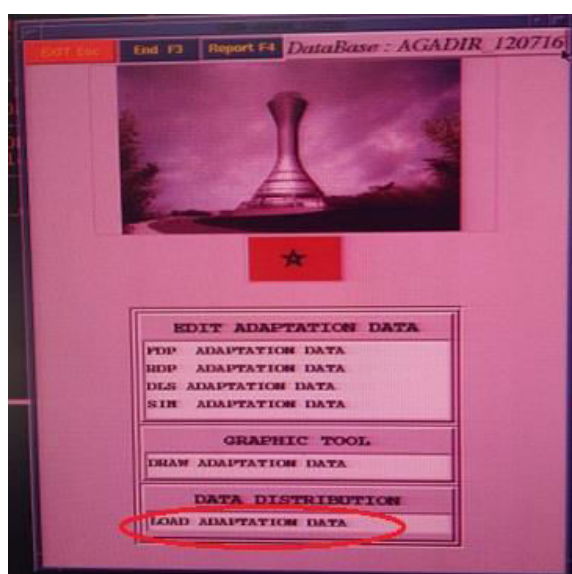 EXIT Esc End F3 Report F4 DataBase : AGADIR_120716
EDIT ADAPTATION DATA
FDP ADAPTATION DATA
RDP ADAPTATION DATA
DLS ADAPTATION DATA
SIM ADAPTATION DATA
GRAPHIC TOOL
DRAW ADAPTATION DATA
DATA DISTRIBUTION
LOAD ADAPTATION DATA